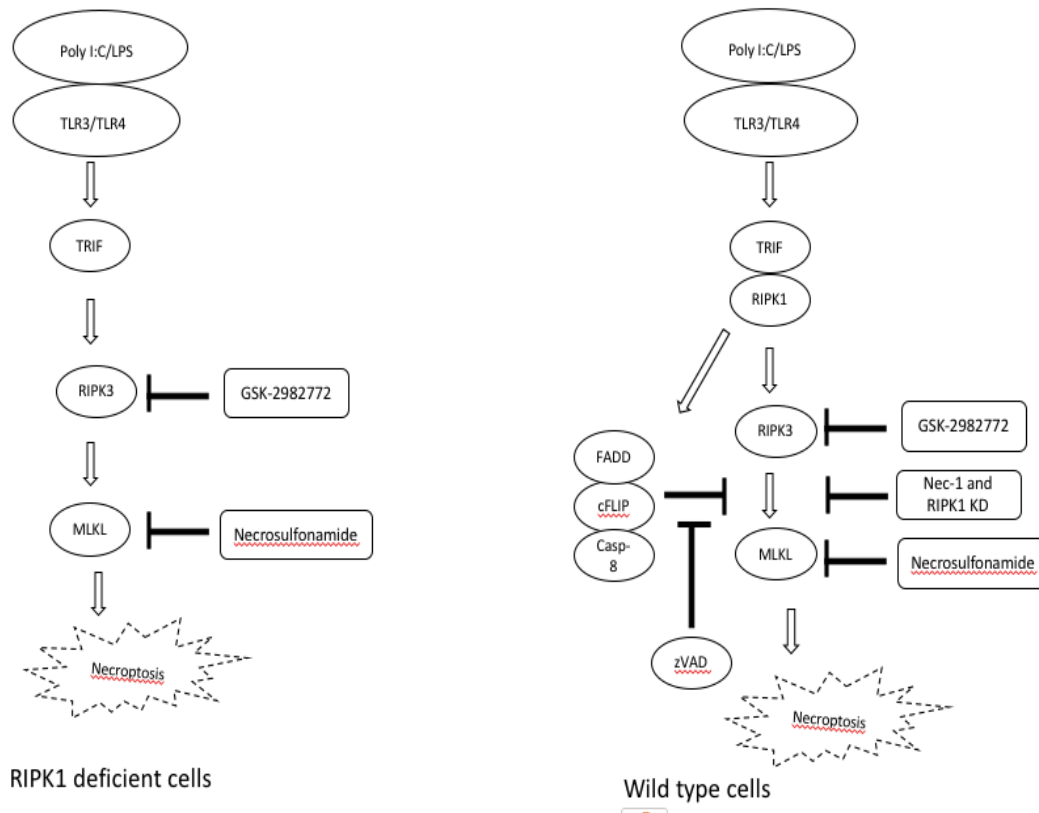 Poly I:C/LPS
TLR3/TLR4
TRIF
RIPK3
GSK-2982772
MLKL
Necrosulfonamide
Necroptosis
RIPK1 deficient cells
Poly I:C/LPS
TLR3/TLR4
TRIF
RIPK1
RIPK3
GSK-2982772
FADD
cFLIP
Casp-
8
Nec-1 and
RIPK1 KD
MLKL
Necrosulfonamide
zVAD
Necroptosis
Wild type cells